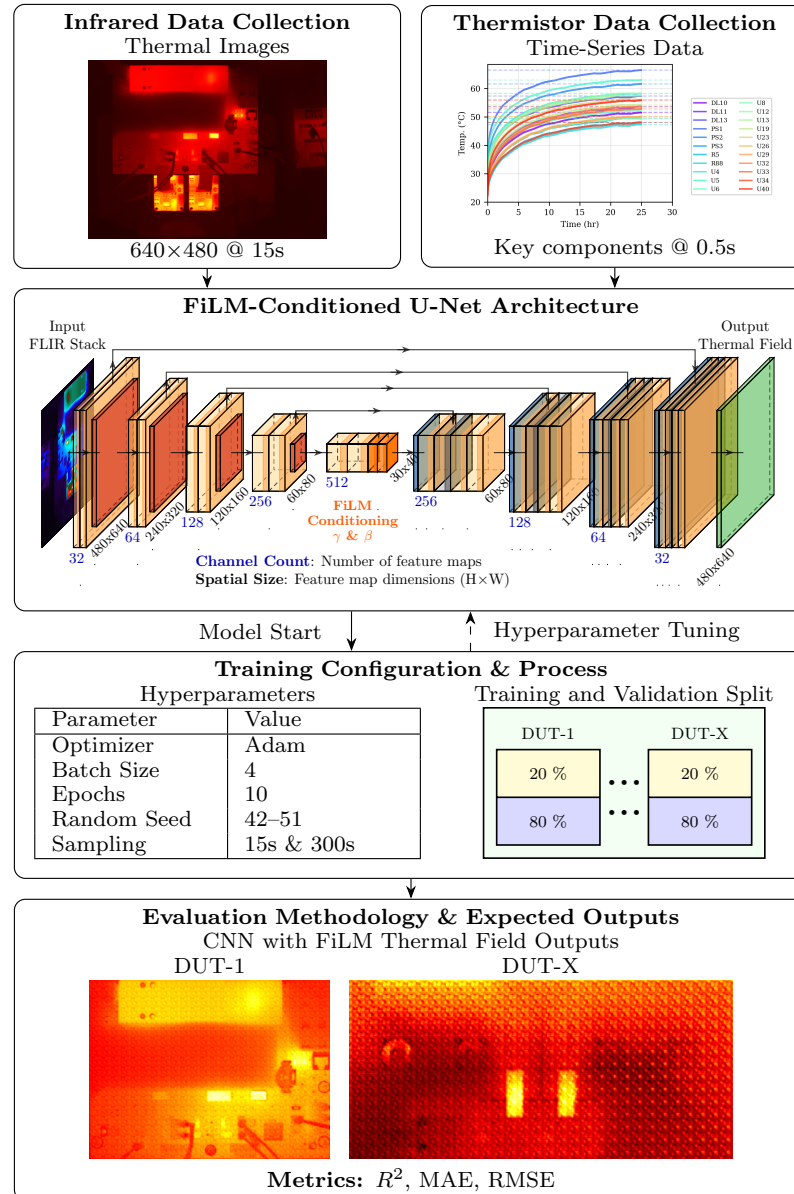 Infrared Data Collection
Thermal Images
640×480 @ 15s
Thermistor Data Collection
Time-Series Data
Temp. (°C)
60
50
40
30
20
0 5 10 15 20 25 30
Time (hr)
DL10 U8
DL11 U12
DL13 U13
PS1 U19
PS2 U23
PS3 U26
R5 U29
R88 U32
U4 U33
U5 U34
U6 U40
Key components @ 0.5s
FiLM-Conditioned U-Net Architecture
Input
FLIR Stack
Output
Thermal Field
32
480x640
64
240x320
128
120x160
256
60x80
512
FiLM
Conditioning
γ & β
256
60x80
128
120x160
64
32
480x640
Channel Count: Number of feature maps
Spatial Size: Feature map dimensions (H×W)
Model Start
Hyperparameter Tuning
Training Configuration & Process
Hyperparameters
Parameter Value
Optimizer Adam
Batch Size 4
Epochs 10
Random Seed 42–51
Sampling 15s & 300s
Training and Validation Split
DUT-1 DUT-X
20 % 20 %
80 % 80 %
Evaluation Methodology & Expected Outputs
CNN with FiLM Thermal Field Outputs
DUT-1 DUT-X
Metrics: R², MAE, RMSE